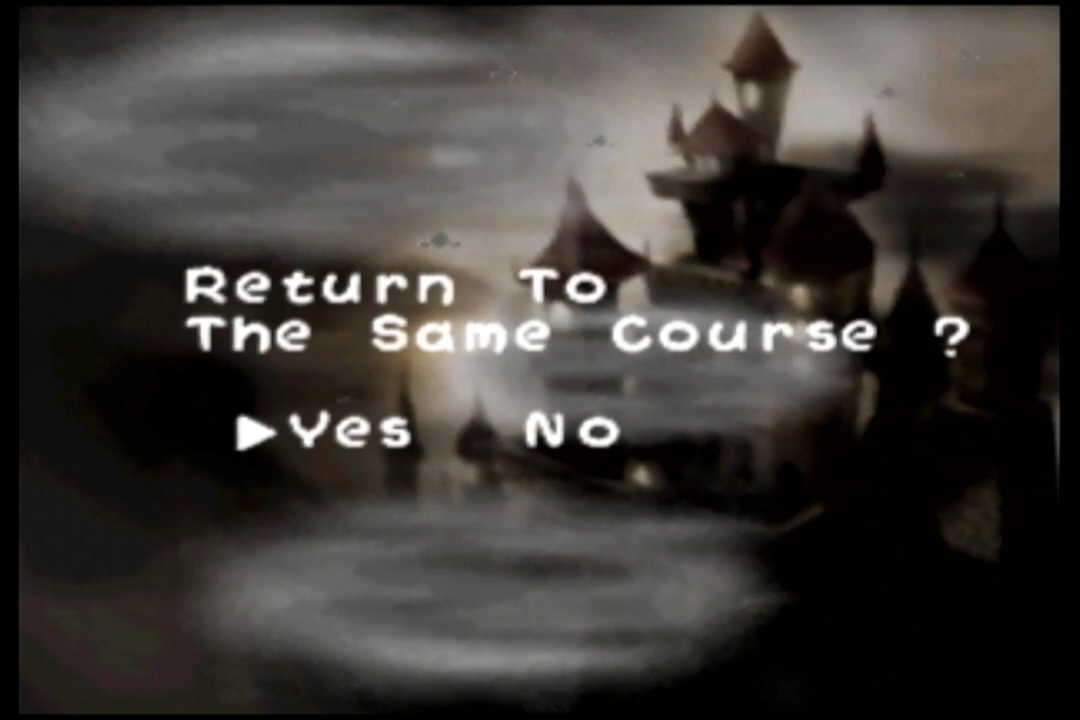 Return To
The Same Course ?
▶Yes No